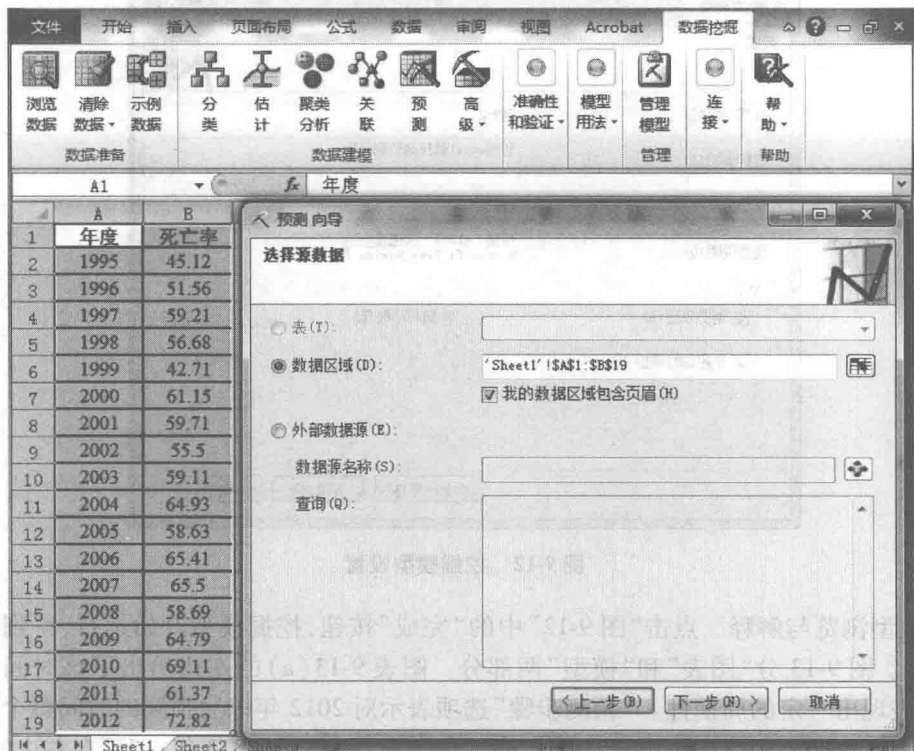 文件 开始 插入 页面布局 公式 数据 审阅 视图 Acrobat 数据挖掘
浏览数据 清除数据 示例数据 分类 估计 聚类分析 关联 预测 高级 准确性和验证 模型用法 管理模型 连接 帮助
数据准备 数据建模 管理 帮助
A1 fx 年度
A B
1 年度 死亡率
2 1995 45.12
3 1996 51.56
4 1997 59.21
5 1998 56.68
6 1999 42.71
7 2000 61.15
8 2001 59.71
9 2002 55.5
10 2003 59.11
11 2004 64.93
12 2005 58.63
13 2006 65.41
14 2007 65.5
15 2008 58.69
16 2009 64.79
17 2010 69.11
18 2011 61.37
19 2012 72.82
预测 向导
选择源数据
表(T):
数据区域(D): 'Sheet1'!$A$1:$B$19
我的数据区域包含页眉(H)
外部数据源(E):
数据源名称(S):
查询(Q):
< 上一步(B) 下一步(N) > 取消
Sheet1 Sheet2